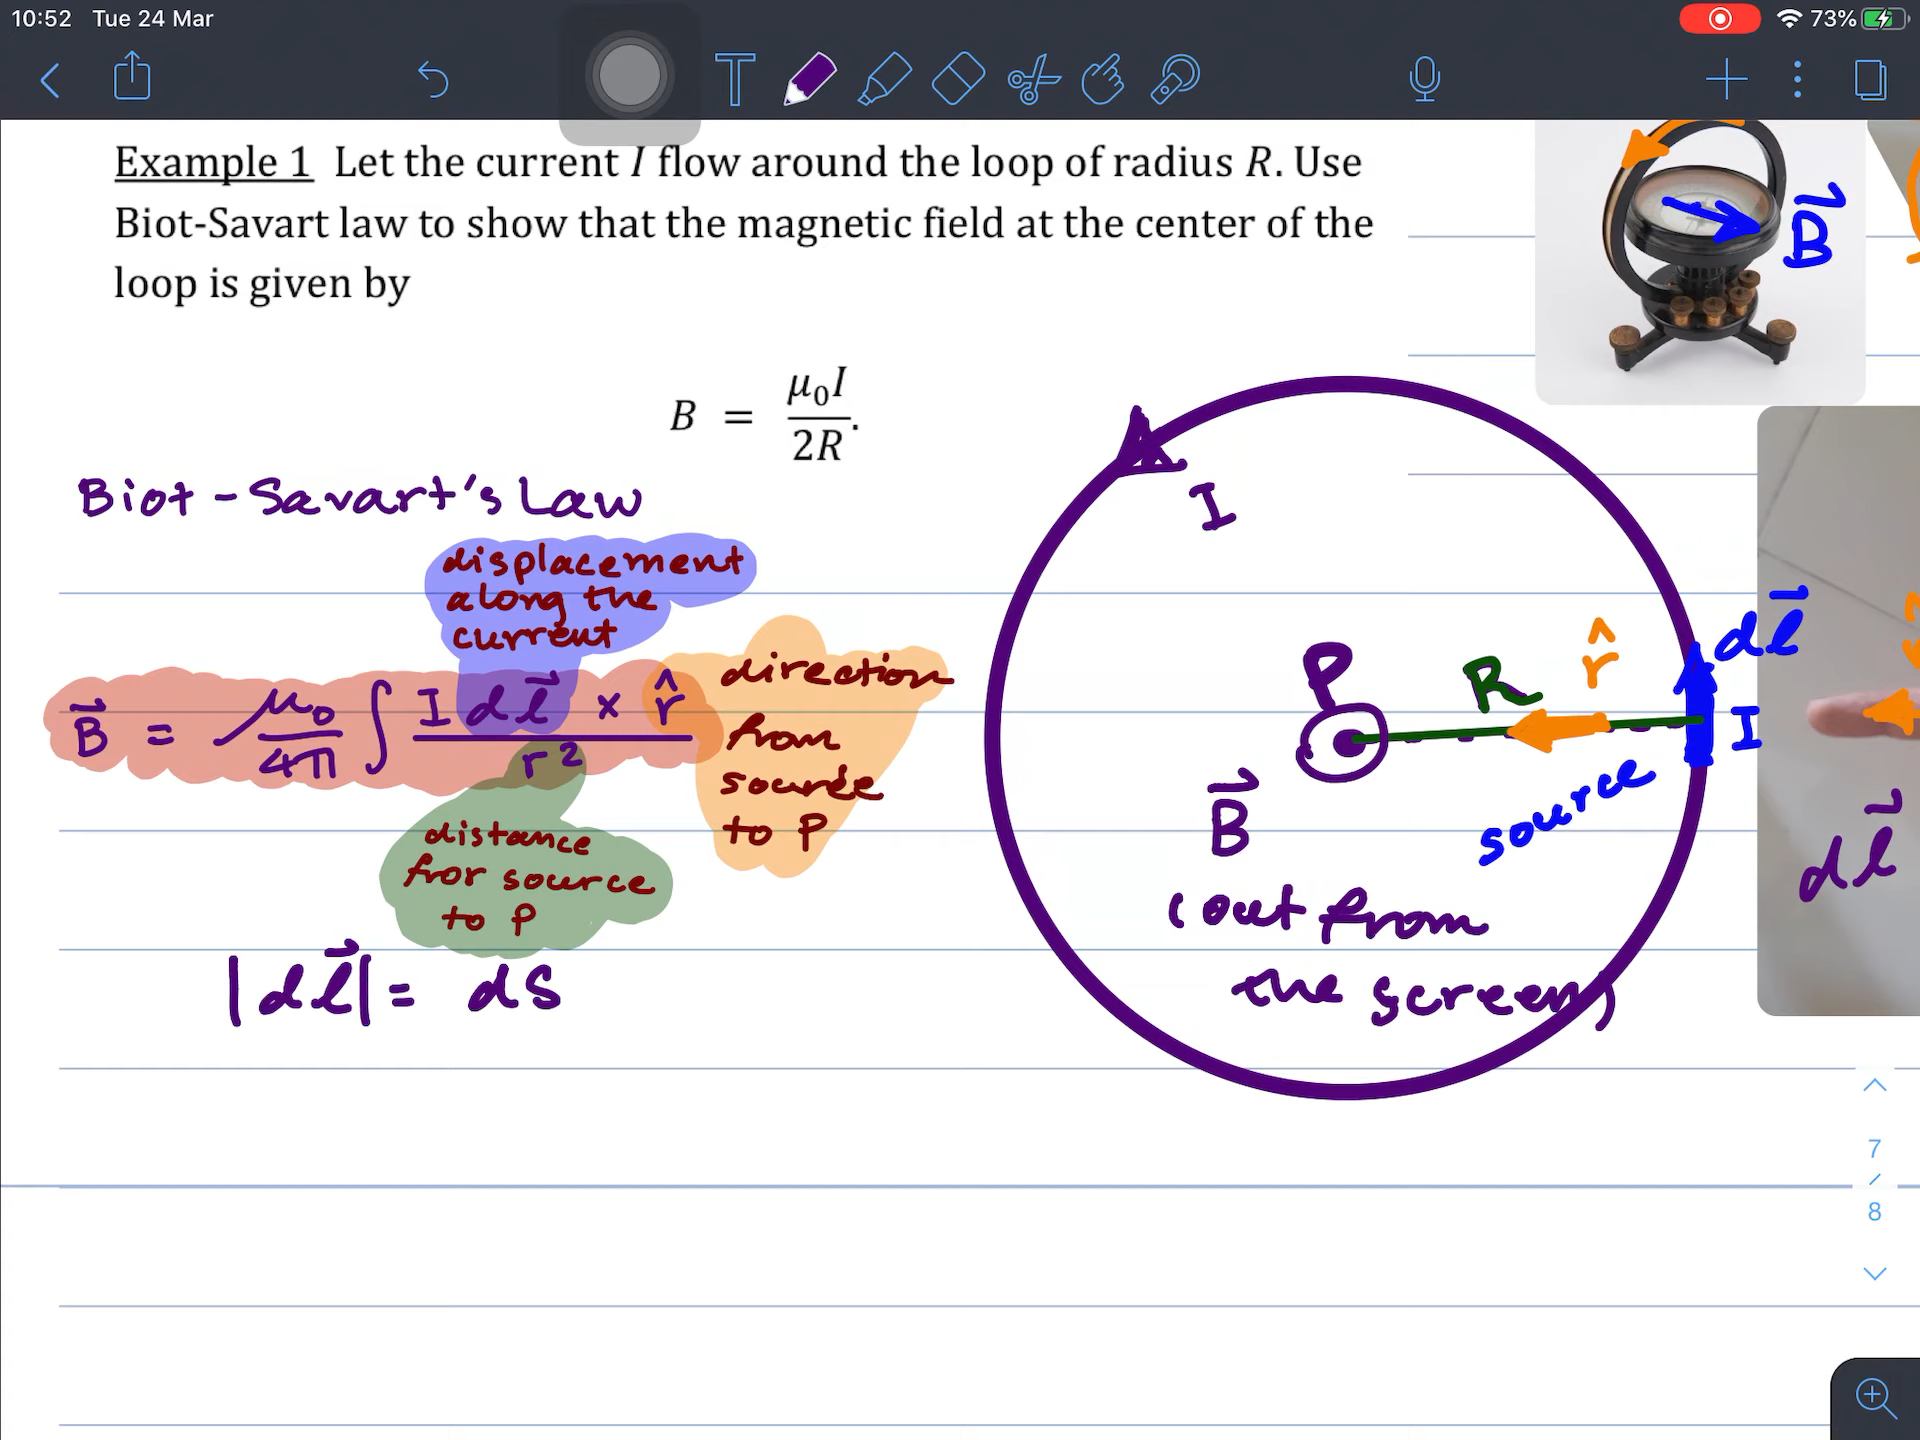 10:52 Tue 24 Mar
73%
Example 1 Let the current I flow around the loop of radius R. Use
Biot-Savart law to show that the magnetic field at the center of the
loop is given by
B = μ₀I / 2R.
Biot-Savart's Law
displacement
along the
current
B⃗ = μ₀/4π ∫ I dl⃗ × r̂ / r²
direction
from
source
to P
distance
fror source
to P
|dl⃗| = dS
I
P
R
r̂
dl⃗
I
source
B⃗
(out from
the screen)
B⃗
dl⃗
7
/
8